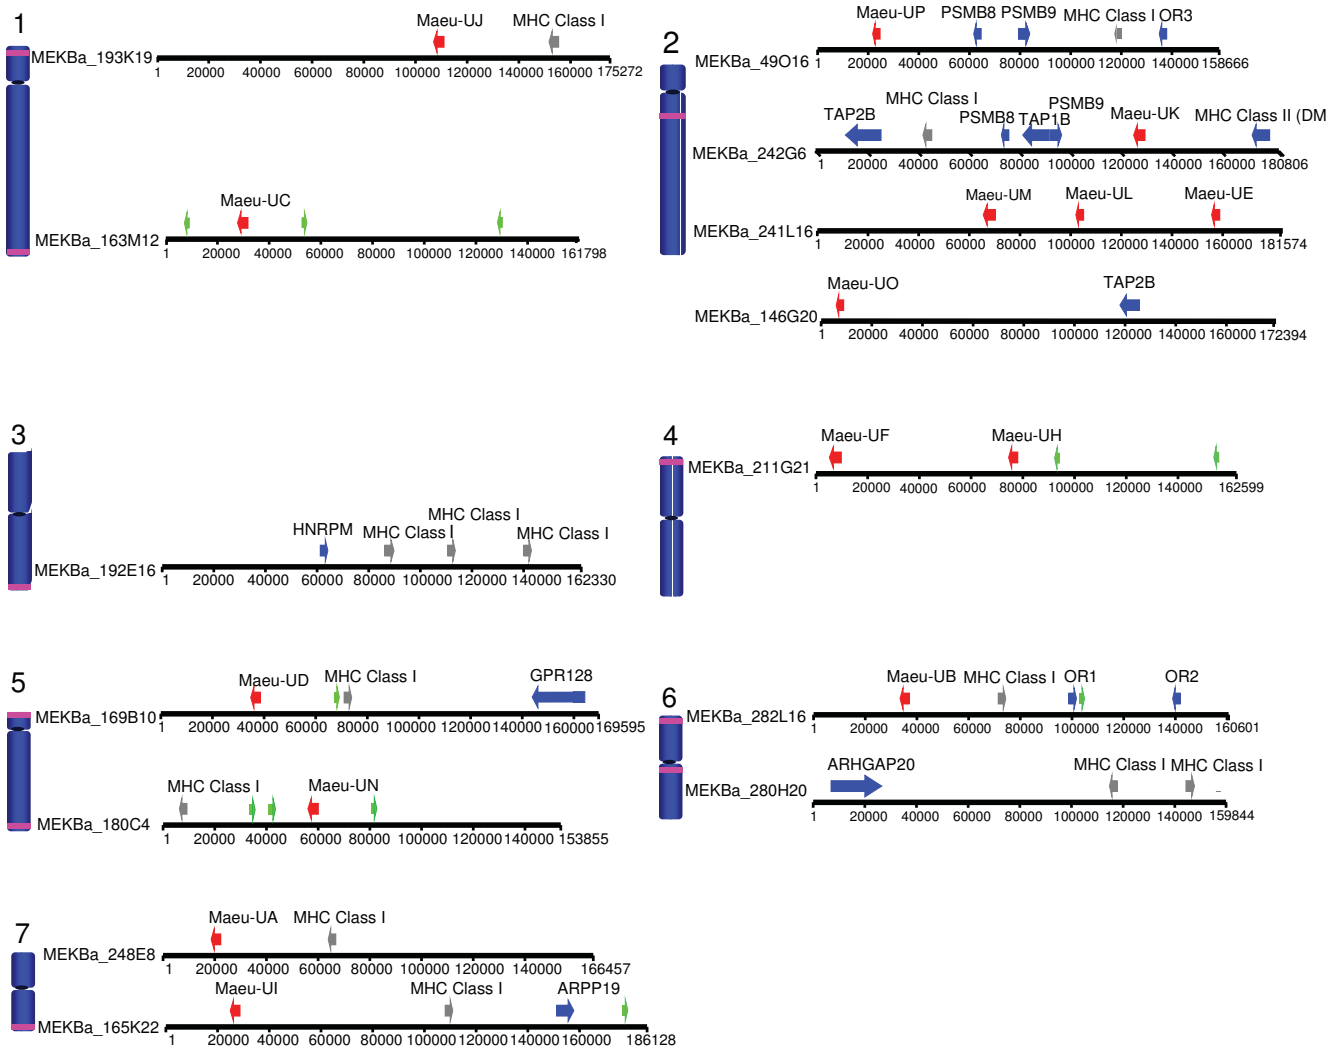 1
Maeu-UJ MHC Class I
MEKBa_193K19
1 20000 40000 60000 80000 100000 120000 140000 160000 175272
Maeu-UC
MEKBa_163M12
1 20000 40000 60000 80000 100000 120000 140000 161798
2
Maeu-UP PSMB8 PSMB9 MHC Class I OR3
MEKBa_49O16
1 20000 40000 60000 80000 100000 120000 140000 158666
TAP2B MHC Class I PSMB8 TAP1B PSMB9 Maeu-UK MHC Class II (DM
MEKBa_242G6
1 20000 40000 60000 80000 100000 120000 140000 160000 180806
Maeu-UM Maeu-UL Maeu-UE
MEKBa_241L16
1 20000 40000 60000 80000 100000 120000 140000 160000 181574
Maeu-UO TAP2B
MEKBa_146G20
1 20000 40000 60000 80000 100000 120000 140000 160000 172394
3
HNRPM MHC Class I MHC Class I MHC Class I
MEKBa_192E16
1 20000 40000 60000 80000 100000 120000 140000 162330
4
Maeu-UF Maeu-UH
MEKBa_211G21
1 20000 40000 60000 80000 100000 120000 140000 162599
5
Maeu-UD MHC Class I GPR128
MEKBa_169B10
1 20000 40000 60000 80000 100000 120000 140000 160000 169595
MHC Class I Maeu-UN
MEKBa_180C4
1 20000 40000 60000 80000 100000 120000 140000 153855
6
Maeu-UB MHC Class I OR1 OR2
MEKBa_282L16
1 20000 40000 60000 80000 100000 120000 140000 160601
ARHGAP20 MHC Class I MHC Class I
MEKBa_280H20
1 20000 40000 60000 80000 100000 120000 140000 159844
7
Maeu-UA MHC Class I
MEKBa_248E8
1 20000 40000 60000 80000 100000 120000 140000 166457
Maeu-UI MHC Class I ARPP19
MEKBa_165K22
1 20000 40000 60000 80000 100000 120000 140000 160000 186128